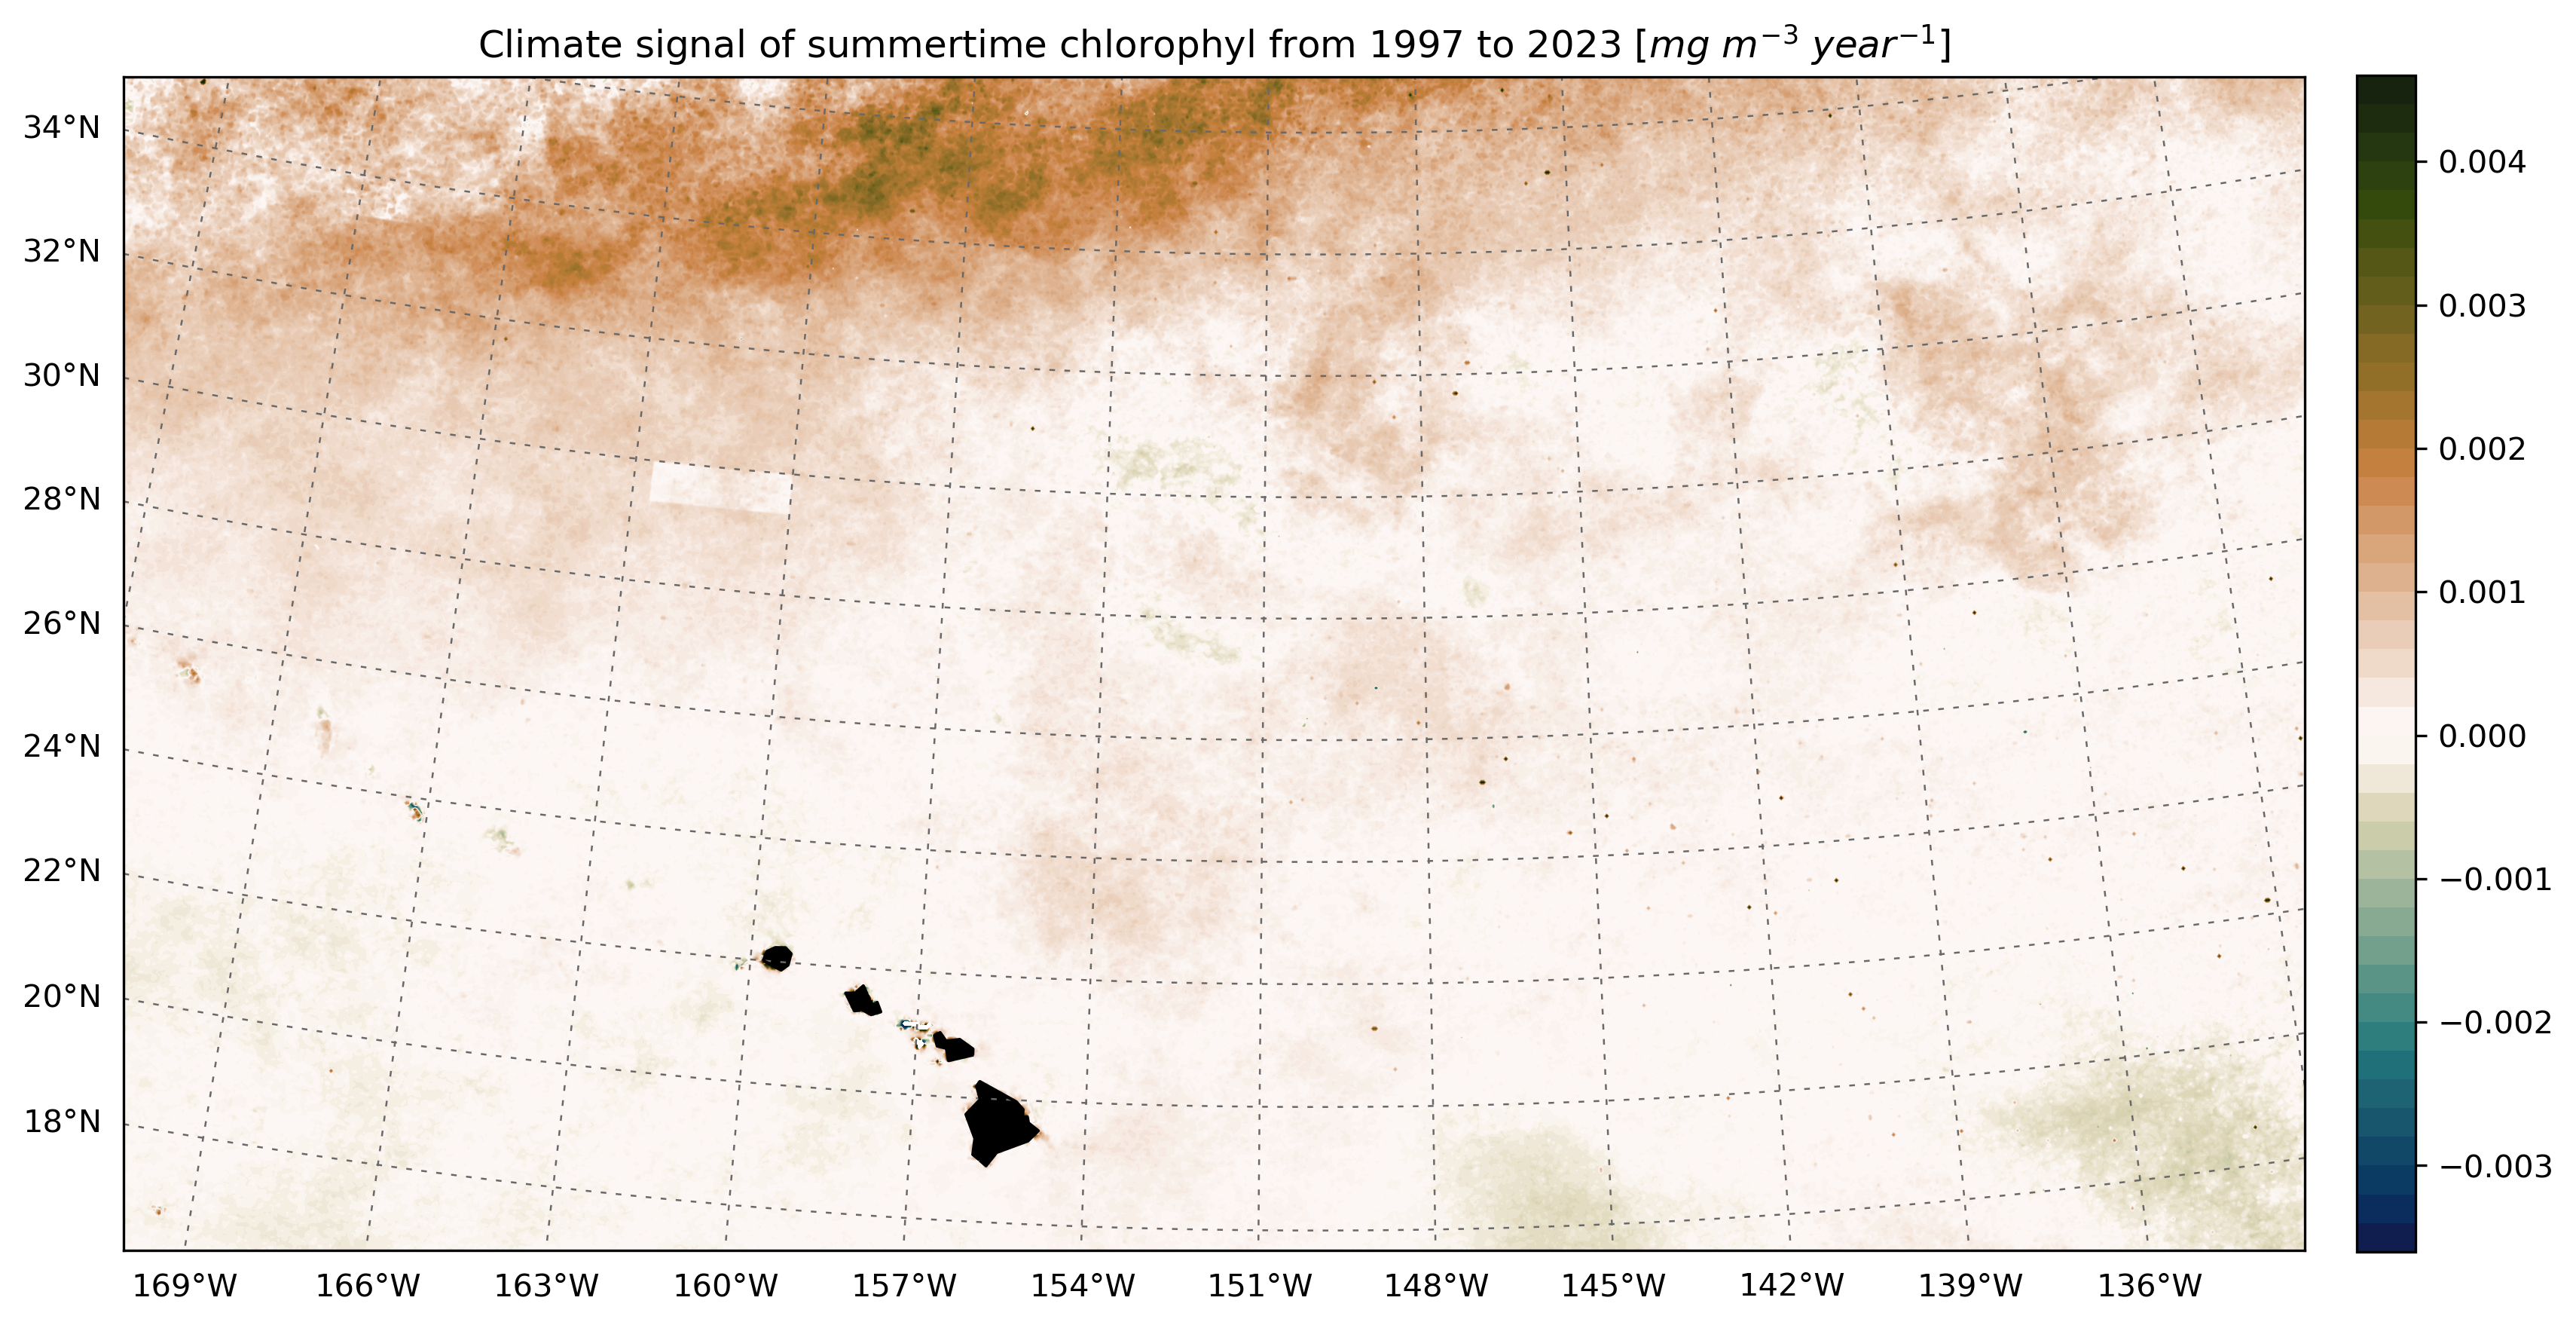 Climate signal of summertime chlorophyl from 1997 to 2023 [mg m⁻³ year⁻¹]
34°N
32°N
30°N
28°N
26°N
24°N
22°N
20°N
18°N
169°W 166°W 163°W 160°W 157°W 154°W 151°W 148°W 145°W 142°W 139°W 136°W
0.004
0.003
0.002
0.001
0.000
−0.001
−0.002
−0.003